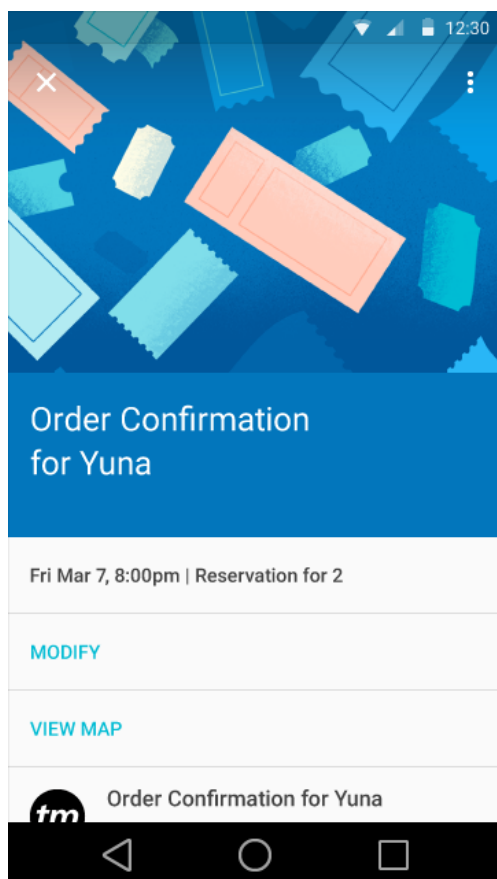 12:30
Order Confirmation
for Yuna
Fri Mar 7, 8:00pm | Reservation for 2
MODIFY
VIEW MAP
tm
Order Confirmation for Yuna